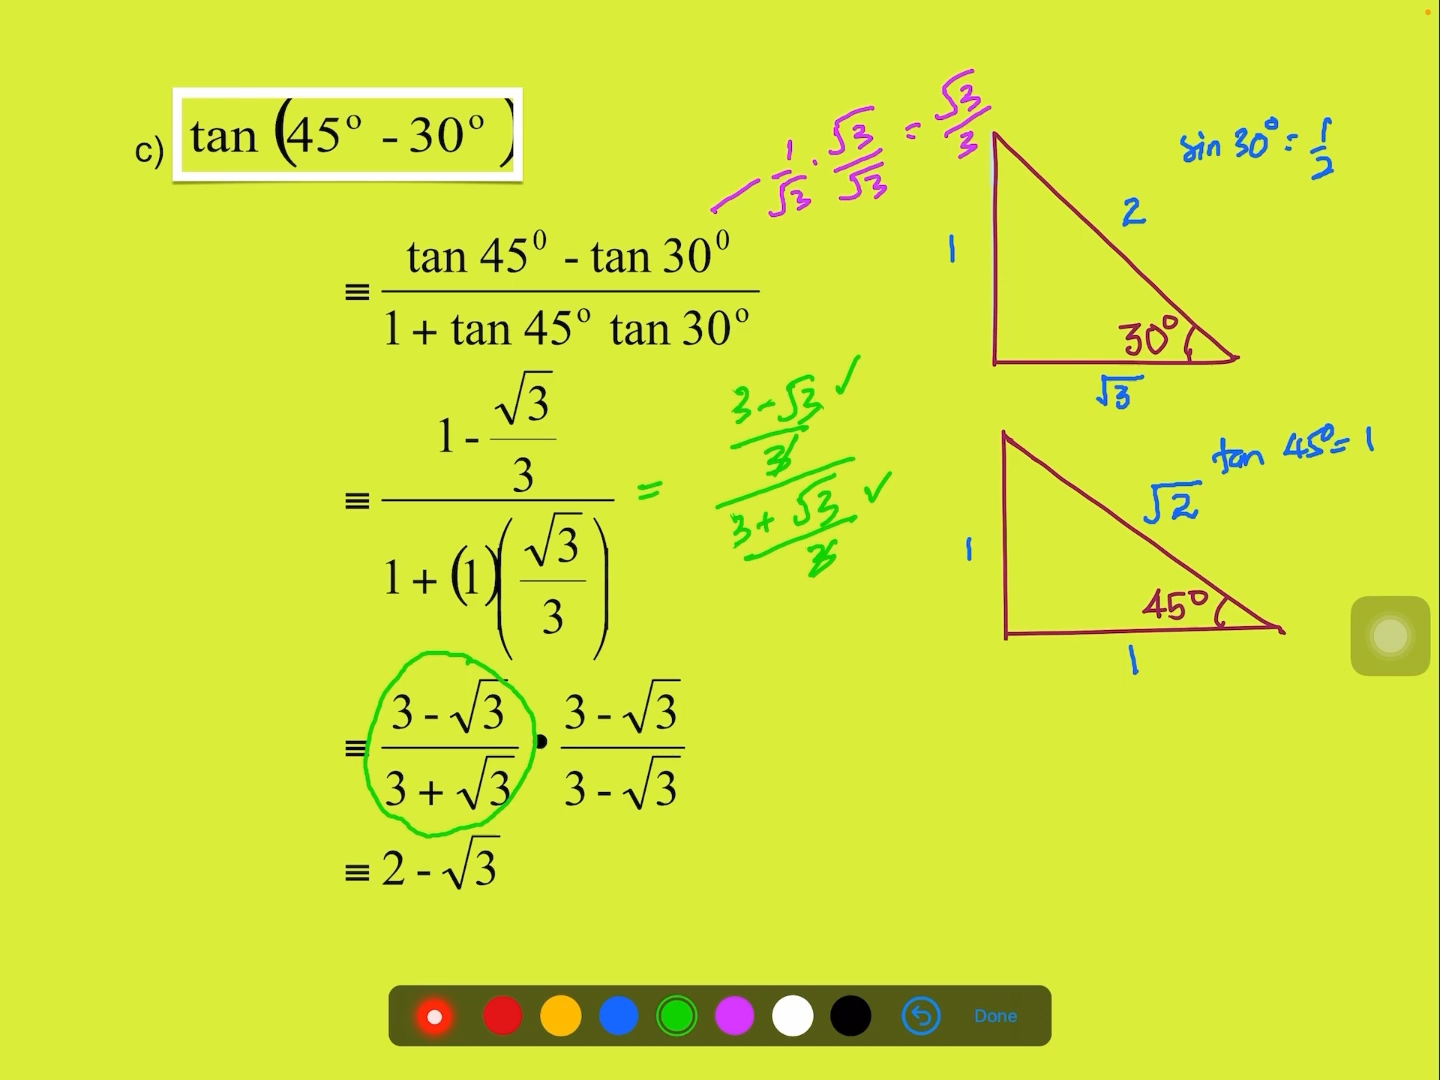 c) tan (45° - 30°)
≡ (tan 45⁰ - tan 30⁰) / (1 + tan 45° tan 30°)
1/√3 · √3/√3 = √3/3
≡ (1 - √3/3) / (1 + (1)(√3/3)) = ((3 - √3)/3) / ((3 + √3)/3)
≡ (3 - √3)/(3 + √3) • (3 - √3)/(3 - √3)
≡ 2 - √3
sin 30° = 1/2
2
1
30°
√3
tan 45° = 1
√2
1
45°
1
Done